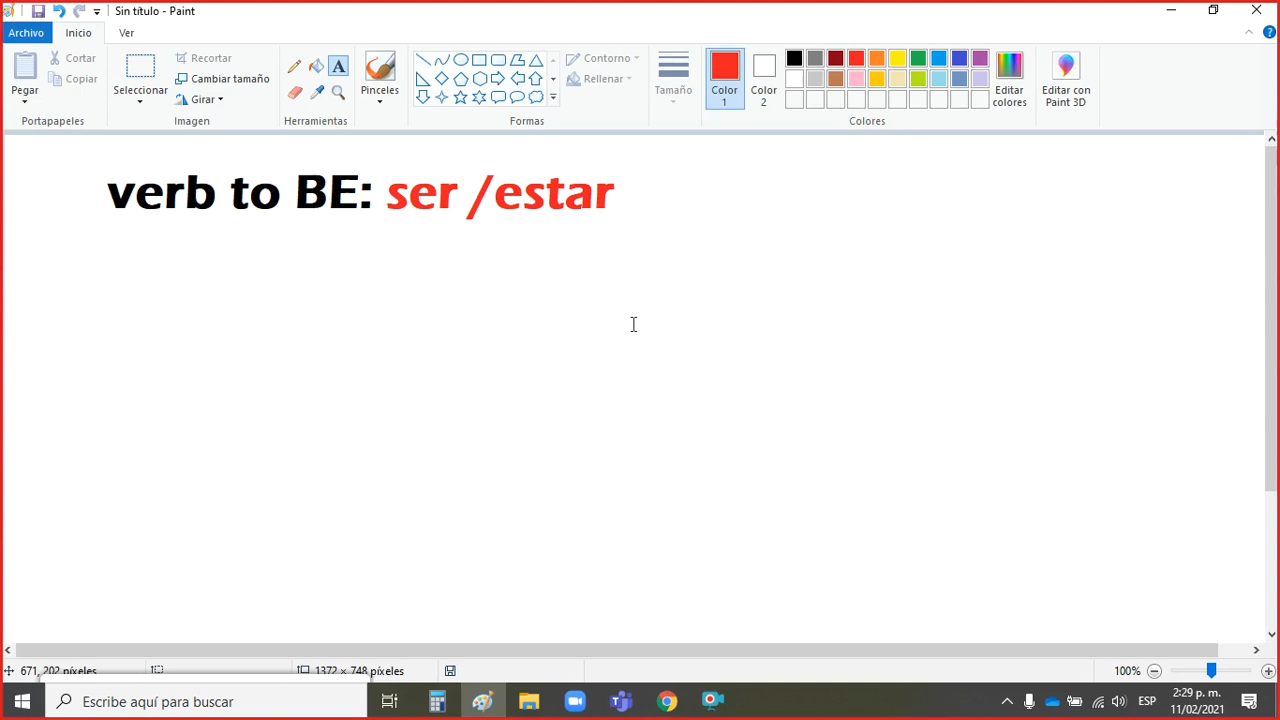 Sin título - Paint
Archivo Inicio Ver
Pegar
Cortar
Copiar
Portapapeles
Seleccionar
Recortar
Cambiar tamaño
Girar
Imagen
A
Herramientas
Pinceles
Formas
Contorno
Rellenar
Tamaño
Color 1
Color 2
Editar colores
Colores
Editar con Paint 3D
verb to BE: ser /estar
671, 202 píxeles
1372 × 748 píxeles
100%
Escribe aquí para buscar
ESP
2:29 p. m.
11/02/2021